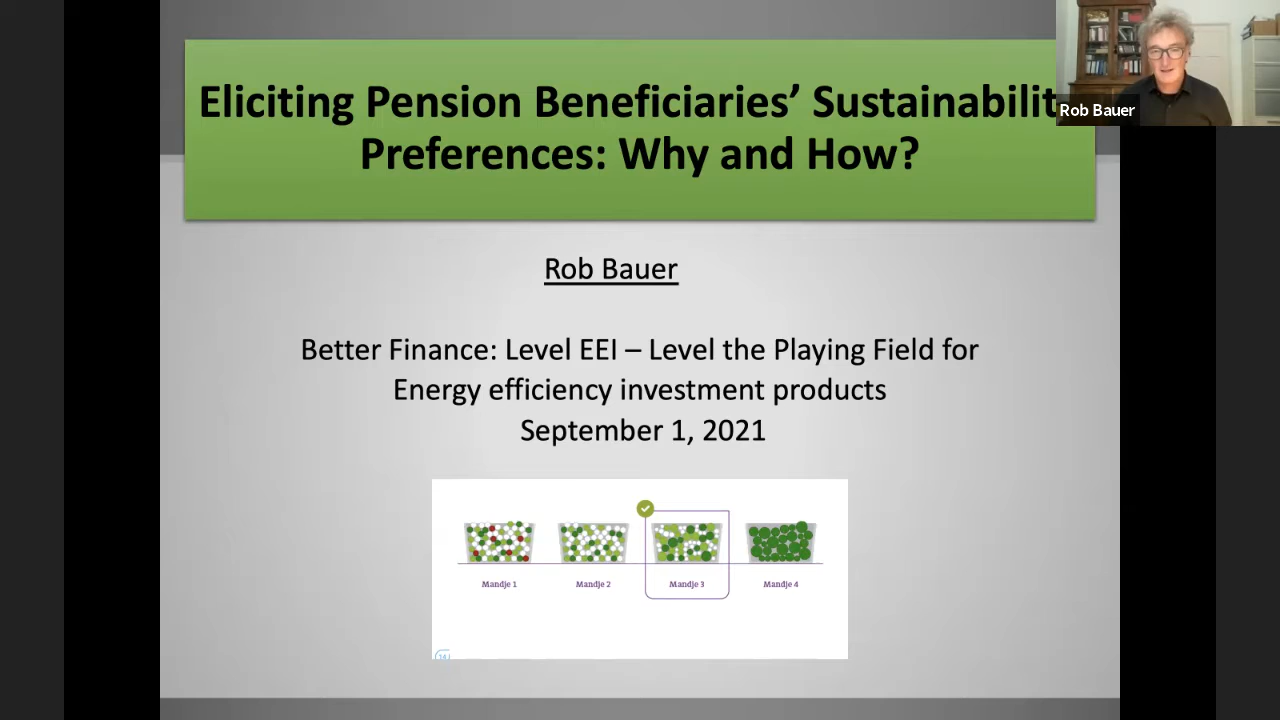 Eliciting Pension Beneficiaries’ Sustainabilit
Preferences: Why and How?
Rob Bauer
Rob Bauer
Better Finance: Level EEI – Level the Playing Field for
Energy efficiency investment products
September 1, 2021
Mandje 1
Mandje 2
Mandje 3
Mandje 4